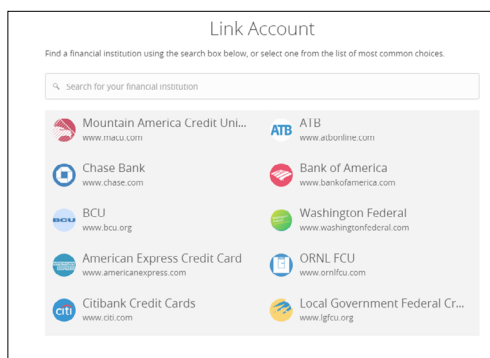 Link Account
Find a financial institution using the search box below, or select one from the list of most common choices.
Search for your financial institution
Mountain America Credit Uni...
www.macu.com
ATB
ATB
www.atbonline.com
Chase Bank
www.chase.com
Bank of America
www.bankofamerica.com
BCU
BCU
www.bcu.org
Washington Federal
www.washingtonfederal.com
American Express Credit Card
www.americanexpress.com
ORNL FCU
www.ornlfcu.com
citi
Citibank Credit Cards
www.citi.com
Local Government Federal Cr...
www.lgfcu.org